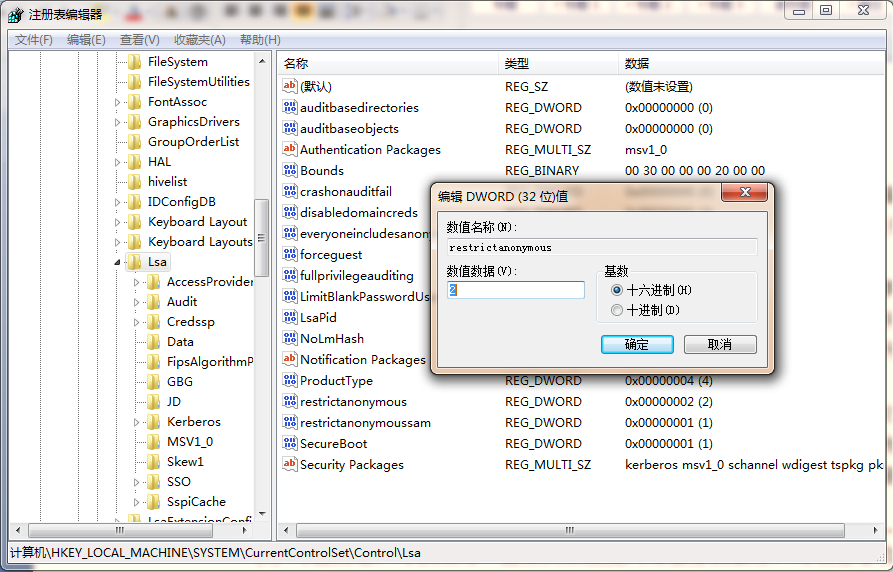 注册表编辑器
文件(F) 编辑(E) 查看(V) 收藏夹(A) 帮助(H)
FileSystem
FileSystemUtilities
FontAssoc
GraphicsDrivers
GroupOrderList
HAL
hivelist
IDConfigDB
Keyboard Layout
Keyboard Layouts
Lsa
AccessProvider
Audit
Credssp
Data
FipsAlgorithmP
GBG
JD
Kerberos
MSV1_0
Skew1
SSO
SspiCache
LsaExtensionConfi
名称 类型 数据
(默认) REG_SZ (数值未设置)
auditbasedirectories REG_DWORD 0x00000000 (0)
auditbaseobjects REG_DWORD 0x00000000 (0)
Authentication Packages REG_MULTI_SZ msv1_0
Bounds REG_BINARY 00 30 00 00 00 20 00 00
crashonauditfail
disabledomaincreds
everyoneincludesanony
forceguest
fullprivilegeauditing
LimitBlankPasswordUs
LsaPid
NoLmHash
Notification Packages
ProductType REG_DWORD 0x00000004 (4)
restrictanonymous REG_DWORD 0x00000002 (2)
restrictanonymoussam REG_DWORD 0x00000001 (1)
SecureBoot REG_DWORD 0x00000001 (1)
Security Packages REG_MULTI_SZ kerberos msv1_0 schannel wdigest tspkg pk
编辑 DWORD (32 位)值
数值名称(N):
restrictanonymous
数值数据(V):
2
基数
十六进制(H)
十进制(D)
确定 取消
计算机\HKEY_LOCAL_MACHINE\SYSTEM\CurrentControlSet\Control\Lsa